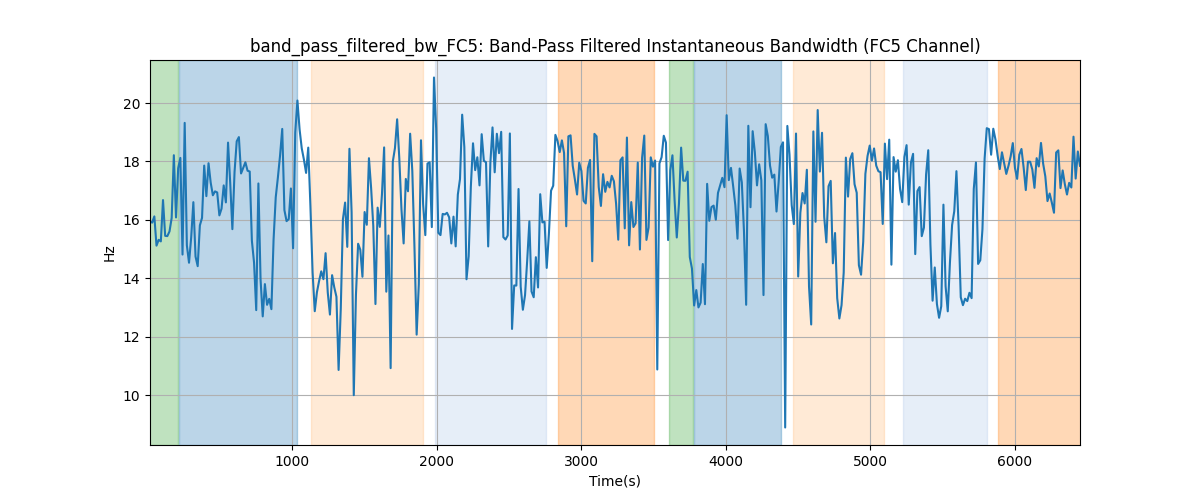 band_pass_filtered_bw_FC5: Band-Pass Filtered Instantaneous Bandwidth (FC5 Channel)
20
18
16
14
12
10
Hz
1000 2000 3000 4000 5000 6000
Time(s)